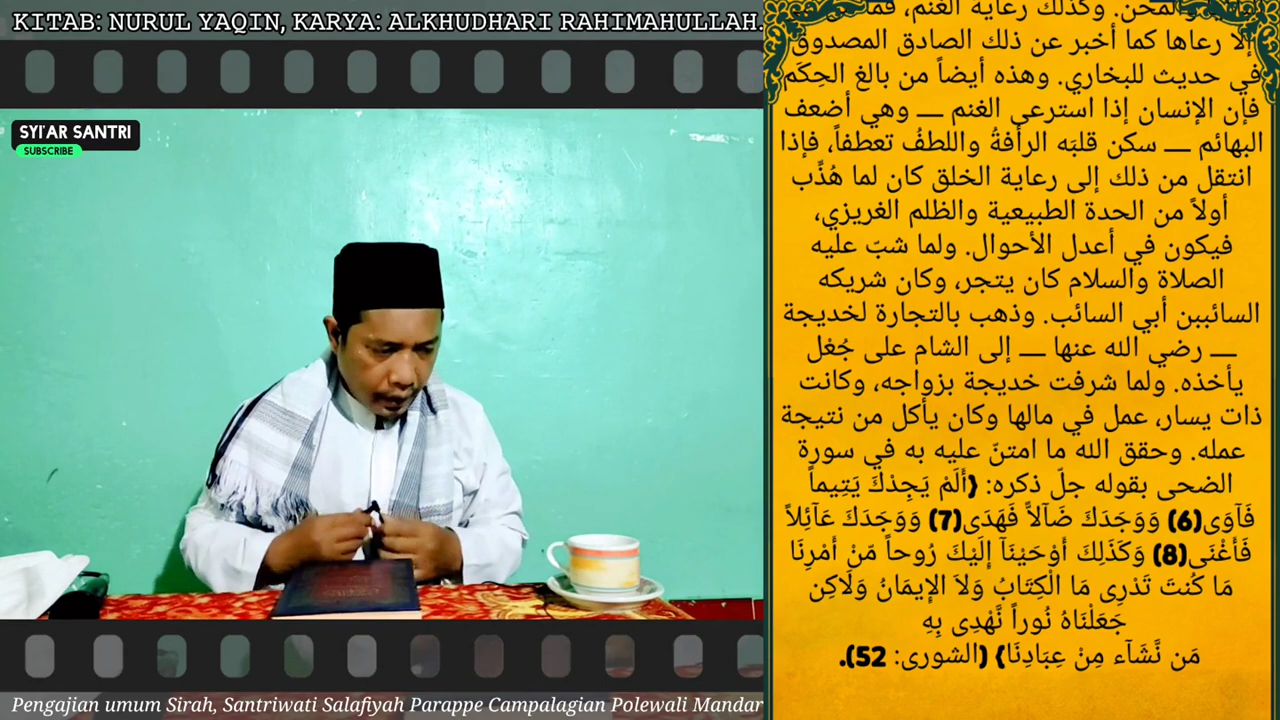 KITAB: NURUL YAQIN, KARYA: ALKHUDHARI RAHIMAHULLAH.
SYI'AR SANTRI
SUBSCRIBE
والمحن. وكذلك رعاية الغنم، فما
إلا رعاها كما أخبر عن ذلك الصادق المصدوق
في حديث للبخاري. وهذه أيضاً من بالغ الحِكَم
فإن الإنسان إذا استرعى الغنم ــ وهي أضعف
البهائم ــ سكن قلبَه الرأفةُ واللطفُ تعطفاً، فإذا
انتقل من ذلك إلى رعاية الخلق كان لما هُذَّب
أولاً من الحدة الطبيعية والظلم الغريزي،
فيكون في أعدل الأحوال. ولما شبّ عليه
الصلاة والسلام كان يتجر، وكان شريكه
السائببن أبي السائب. وذهب بالتجارة لخديجة
ــ رضي الله عنها ــ إلى الشام على جُعْل
يأخذه. ولما شرفت خديجة بزواجه، وكانت
ذات يسار، عمل في مالها وكان يأكل من نتيجة
عمله. وحقق الله ما امتنّ عليه به في سورة
الضحى بقوله جلّ ذكره: {أَلَمْ يَجِدْكَ يَتِيماً
فَآوَى(6) وَوَجَدَكَ ضَآلاًّ فَهَدَى(7) وَوَجَدَكَ عَآئِلاً
فَأَغْنَى(8) وَكَذَلِكَ أَوْحَيْنَآ إِلَيْكَ رُوحاً مّنْ أَمْرِنَا
مَا كُنتَ تَدْرِى مَا الْكِتَابُ وَلاَ الإِيمَانُ وَلَاكِن
جَعَلْنَاهُ نُوراً نَّهْدِى بِهِ
مَن نَّشَآء مِنْ عِبَادِنَا} (الشورى: 52).
Pengajian umum Sirah, Santriwati Salafiyah Parappe Campalagian Polewali Mandar